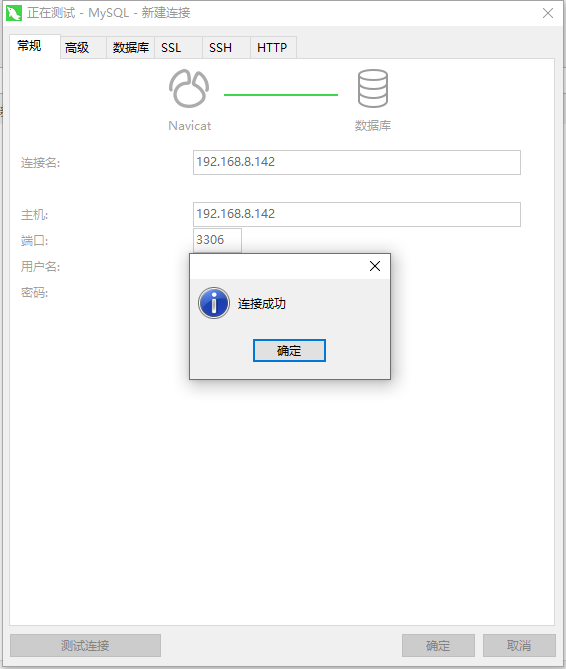 正在测试 - MySQL - 新建连接
常规 高级 数据库 SSL SSH HTTP
Navicat 数据库
连接名: 192.168.8.142
主机: 192.168.8.142
端口: 3306
用户名:
密码:
连接成功
确定
测试连接 确定 取消